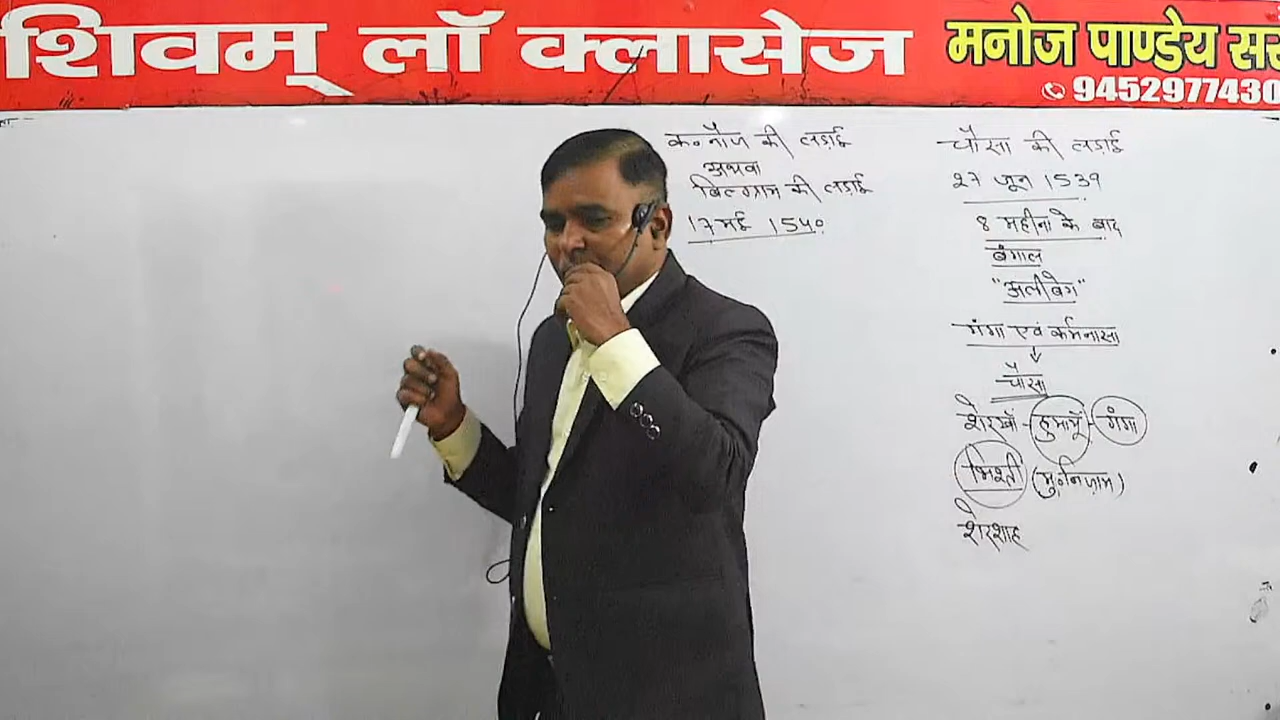 शिवम् लॉ क्लासेज
मनोज पाण्डेय सर
9452977430
कन्नौज की लड़ाई
अथवा
बिलग्राम की लड़ाई
17 मई 1540
चौसा की लड़ाई
27 जून 1539
8 महीना के बाद
बंगाल
"अलीबेग"
गंगा एवं कर्मनासा
↓
चौसा
शेरखाँ - हुमायूँ - गंगा
भिश्ती (मु॰निजाम)
शेरशाह